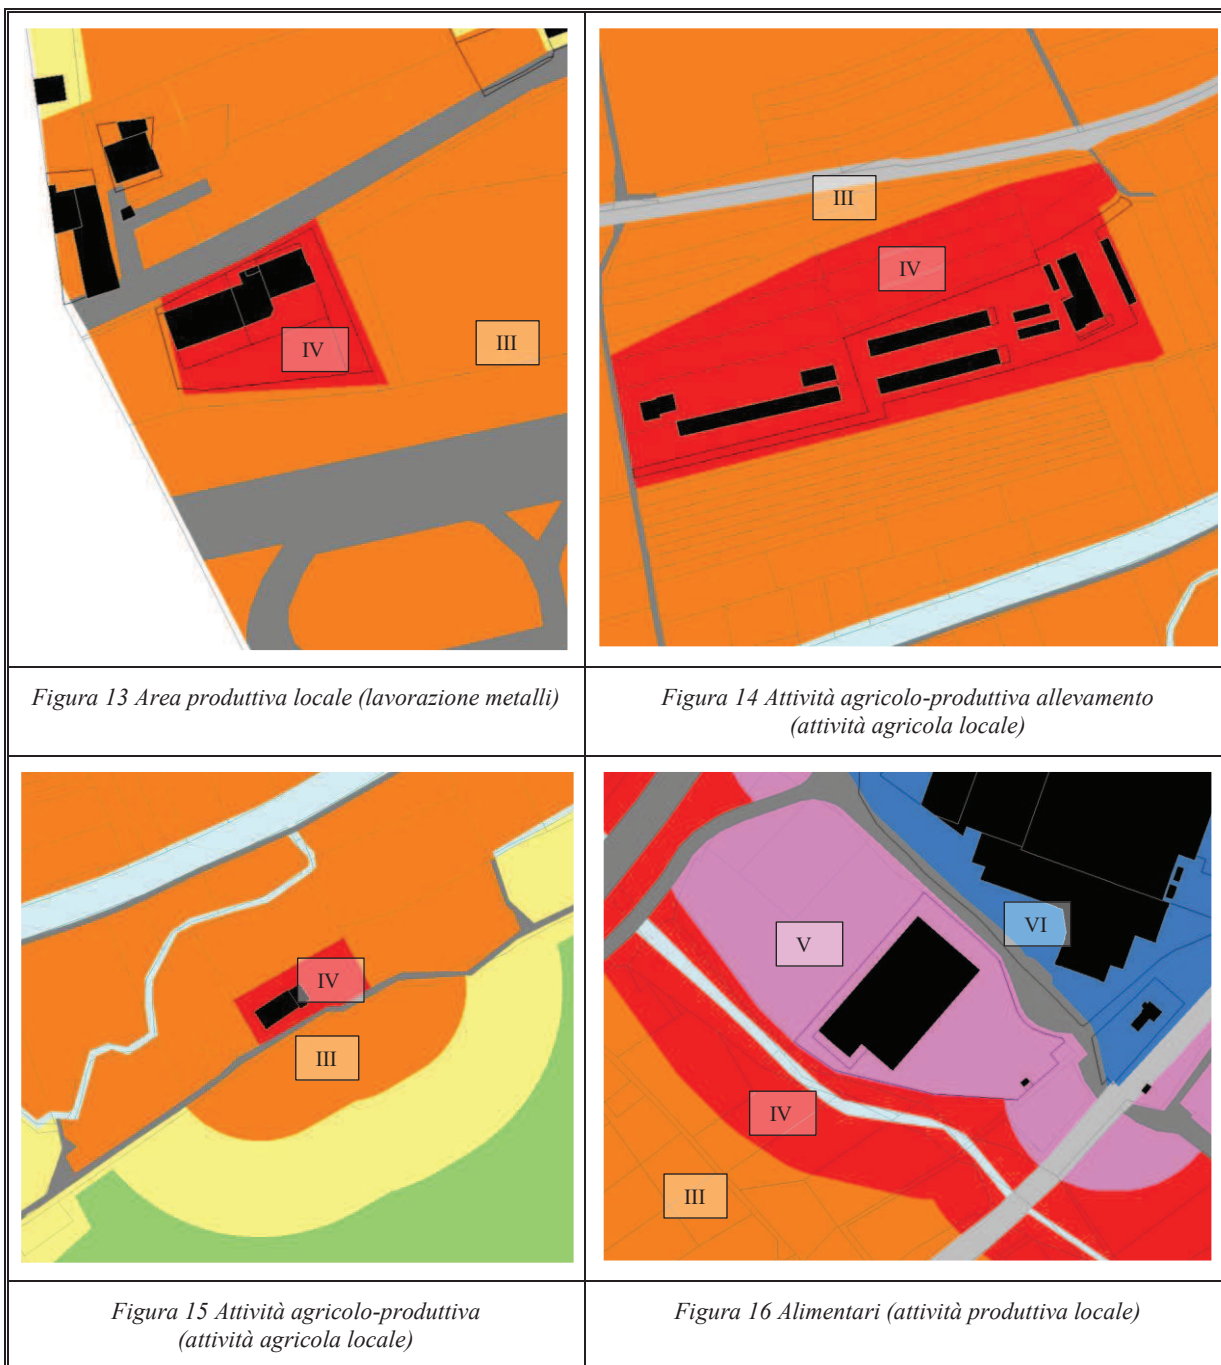 IV
III
III
IV
Figura 13 Area produttiva locale (lavorazione metalli)
Figura 14 Attività agricolo-produttiva allevamento
(attività agricola locale)
IV
III
V
VI
IV
III
Figura 15 Attività agricolo-produttiva
(attività agricola locale)
Figura 16 Alimentari (attività produttiva locale)